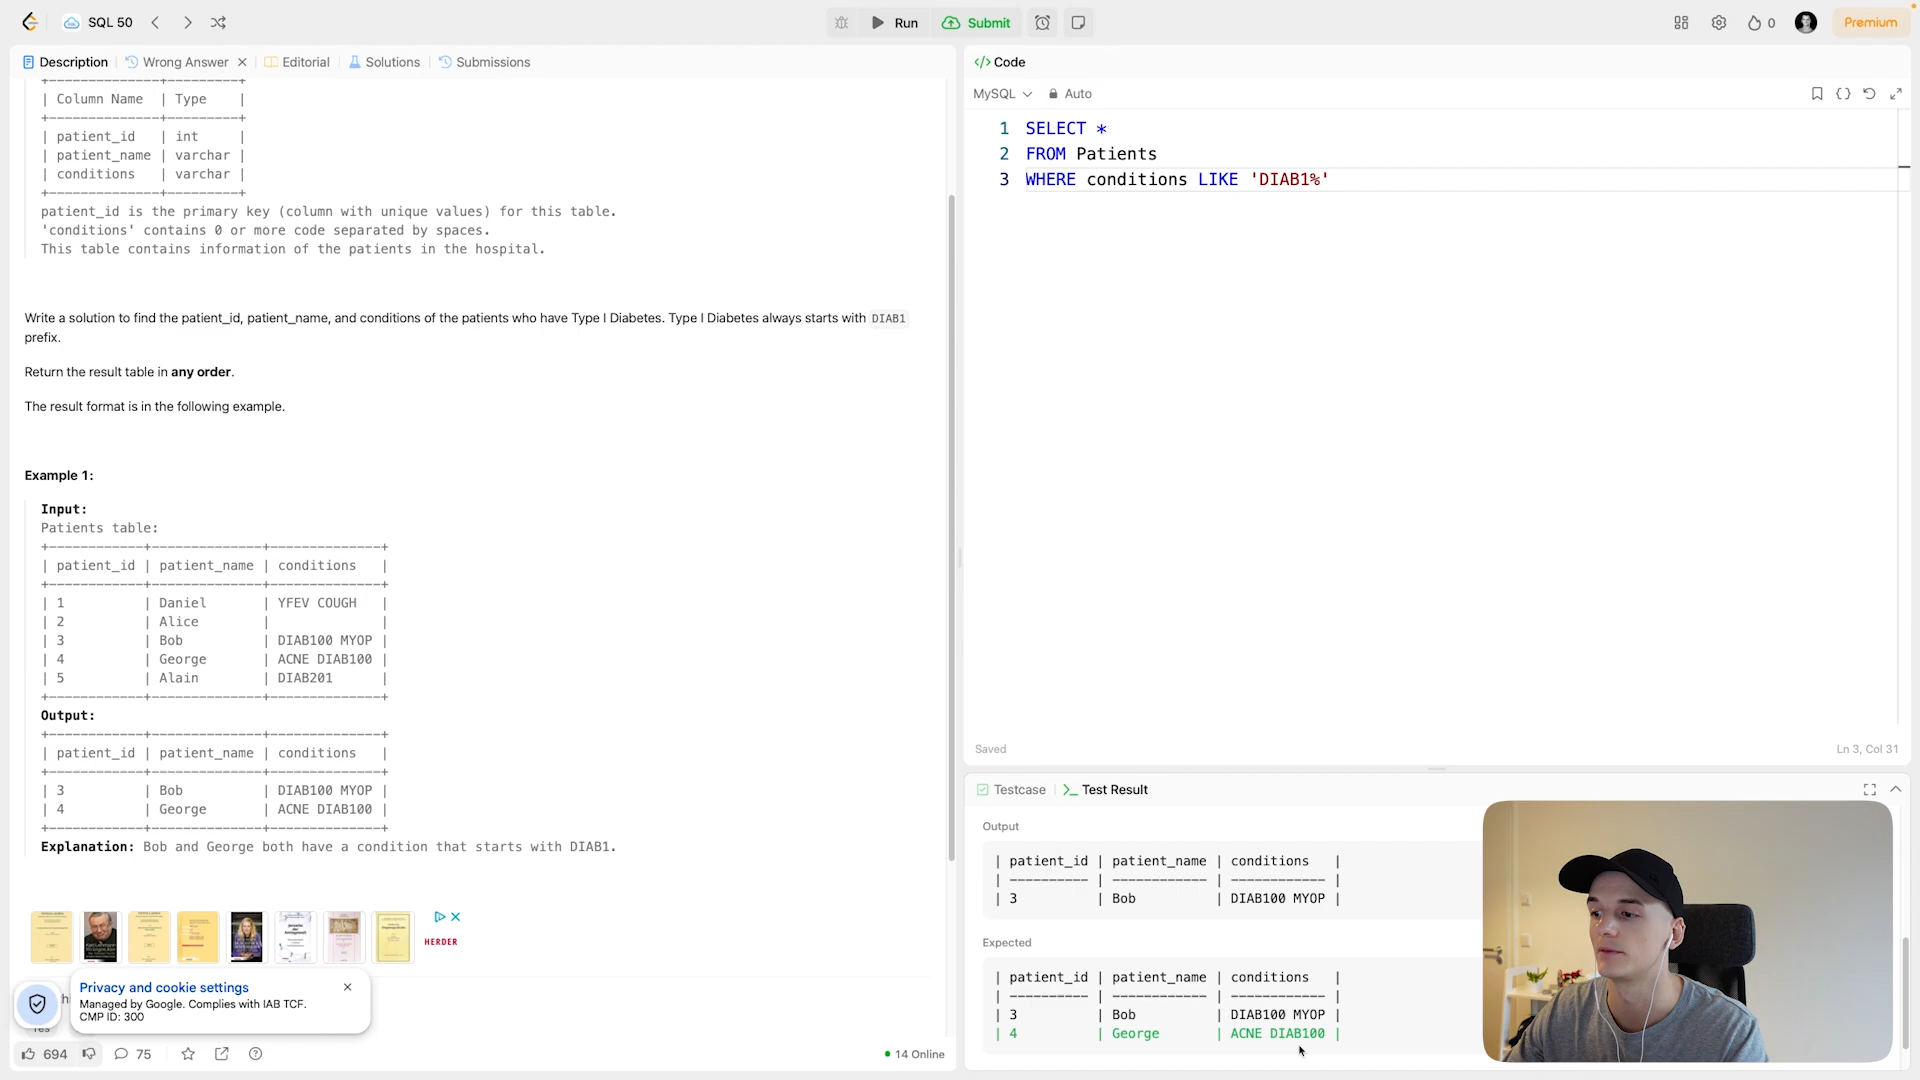 SQL 50
Run
Submit
0
Premium
Description
Wrong Answer
Editorial
Solutions
Submissions
+--------------+---------+
| Column Name  | Type    |
+--------------+---------+
| patient_id   | int     |
| patient_name | varchar |
| conditions   | varchar |
+--------------+---------+
patient_id is the primary key (column with unique values) for this table.
'conditions' contains 0 or more code separated by spaces.
This table contains information of the patients in the hospital.
Write a solution to find the patient_id, patient_name, and conditions of the patients who have Type I Diabetes. Type I Diabetes always starts with DIAB1
prefix.
Return the result table in any order.
The result format is in the following example.
Example 1:
Input:
Patients table:
+------------+--------------+--------------+
| patient_id | patient_name | conditions   |
+------------+--------------+--------------+
| 1          | Daniel       | YFEV COUGH   |
| 2          | Alice        |              |
| 3          | Bob          | DIAB100 MYOP |
| 4          | George       | ACNE DIAB100 |
| 5          | Alain        | DIAB201      |
+------------+--------------+--------------+
Output:
+------------+--------------+--------------+
| patient_id | patient_name | conditions   |
+------------+--------------+--------------+
| 3          | Bob          | DIAB100 MYOP |
| 4          | George       | ACNE DIAB100 |
+------------+--------------+--------------+
Explanation: Bob and George both have a condition that starts with DIAB1.
HERDER
Privacy and cookie settings
Managed by Google. Complies with IAB TCF.
CMP ID: 300
Yes
694
75
14 Online
</> Code
MySQL
Auto
1 SELECT *
2 FROM Patients
3 WHERE conditions LIKE 'DIAB1%'
Saved
Ln 3, Col 31
Testcase
Test Result
Output
| patient_id | patient_name | conditions   |
| ---------- | ------------ | ------------ |
| 3          | Bob          | DIAB100 MYOP |
Expected
| patient_id | patient_name | conditions   |
| ---------- | ------------ | ------------ |
| 3          | Bob          | DIAB100 MYOP |
| 4          | George       | ACNE DIAB100 |